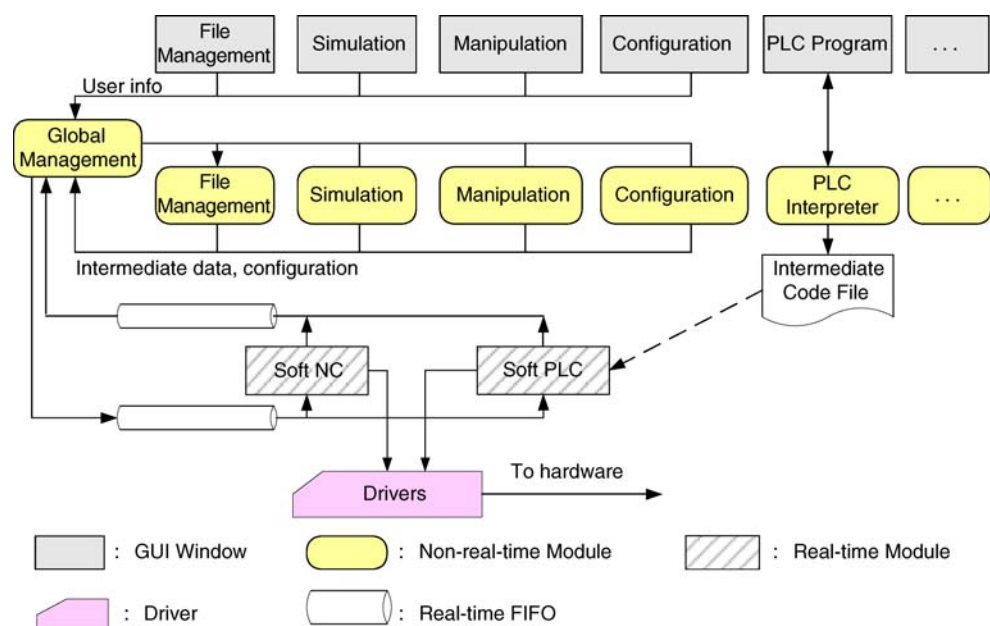 File
Management
Simulation
Manipulation
Configuration
PLC Program
. . .
User info
Global
Management
File
Management
Simulation
Manipulation
Configuration
PLC
Interpreter
. . .
Intermediate data, configuration
Intermediate
Code File
Soft NC
Soft PLC
Drivers
To hardware
: GUI Window
: Non-real-time Module
: Real-time Module
: Driver
: Real-time FIFO